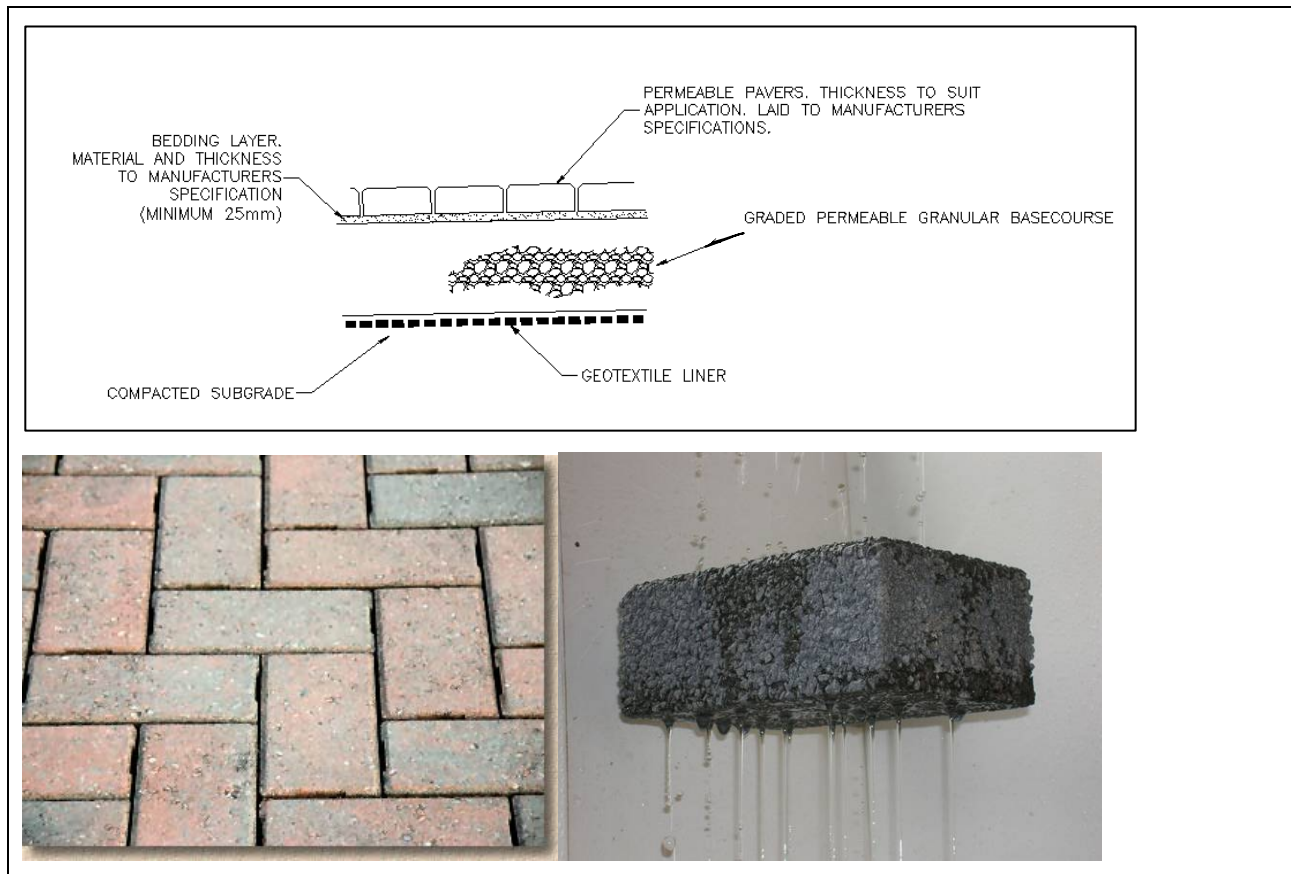 PERMEABLE PAVERS. THICKNESS TO SUIT
APPLICATION. LAID TO MANUFACTURERS
SPECIFICATIONS.
BEDDING LAYER.
MATERIAL AND THICKNESS
TO MANUFACTURERS
SPECIFICATION
(MINIMUM 25mm)
GRADED PERMEABLE GRANULAR BASECOURSE
GEOTEXTILE LINER
COMPACTED SUBGRADE